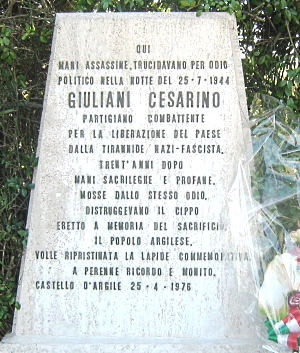 QUI
MANI ASSASSINE, TRUCIDAVANO PER ODIO
POLITICO NELLA NOTTE DEL 25-7-1944
GIULIANI CESARINO
PARTIGIANO COMBATTENTE
PER LA LIBERAZIONE DEL PAESE
DALLA TIRANNIDE NAZI-FASCISTA.
TRENT'ANNI DOPO
MANI SACRILEGHE E PROFANE,
MOSSE DALLO STESSO ODIO,
DISTRUGGEVANO IL CIPPO
ERETTO A MEMORIA DEL SACRIFICIO.
IL POPOLO ARGILESE,
VOLLE RIPRISTINATA LA LAPIDE COMMEMORATIVA
A PERENNE RICORDO E MONITO.
CASTELLO D'ARGILE 25-4-1976